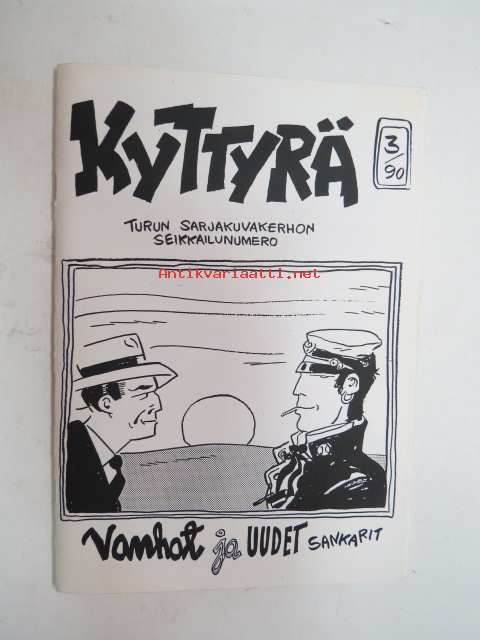 KYTTYRÄ
3/90
TURUN SARJAKUVAKERHON
SEIKKAILUNUMERO
Antikvariaatti.net
Vanhat ja UUDET SANKARIT